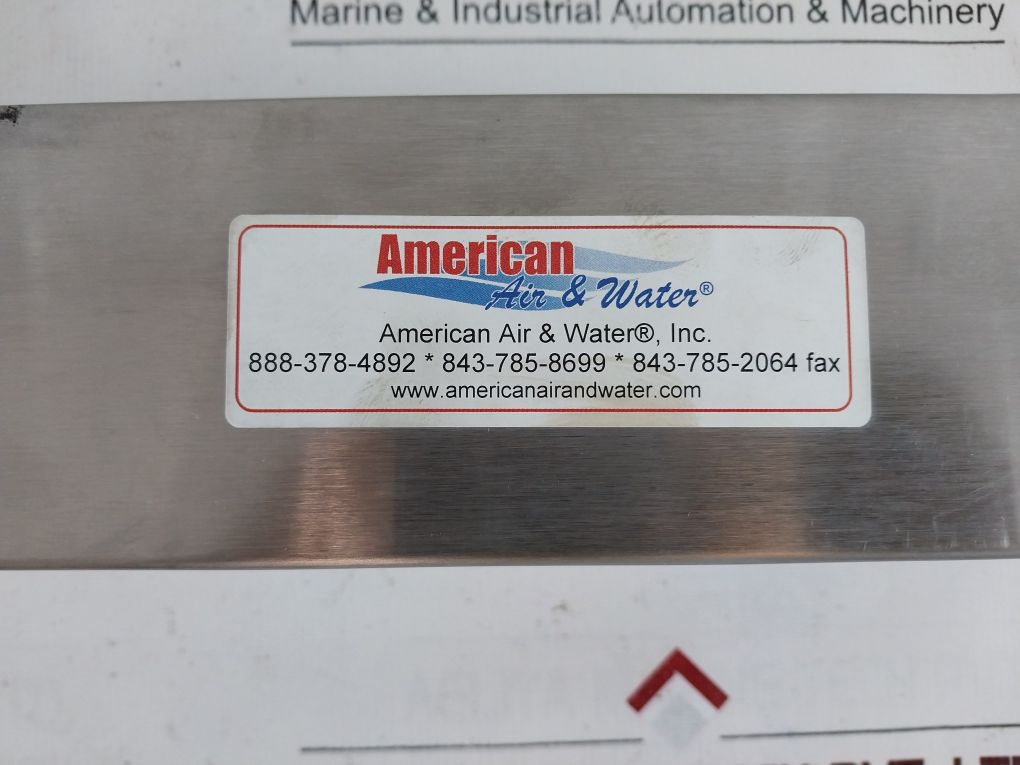 Marine & Industrial Automation & Machinery
American
Air & Water®
American Air & Water®, Inc.
888-378-4892 * 843-785-8699 * 843-785-2064 fax
www.americanairandwater.com